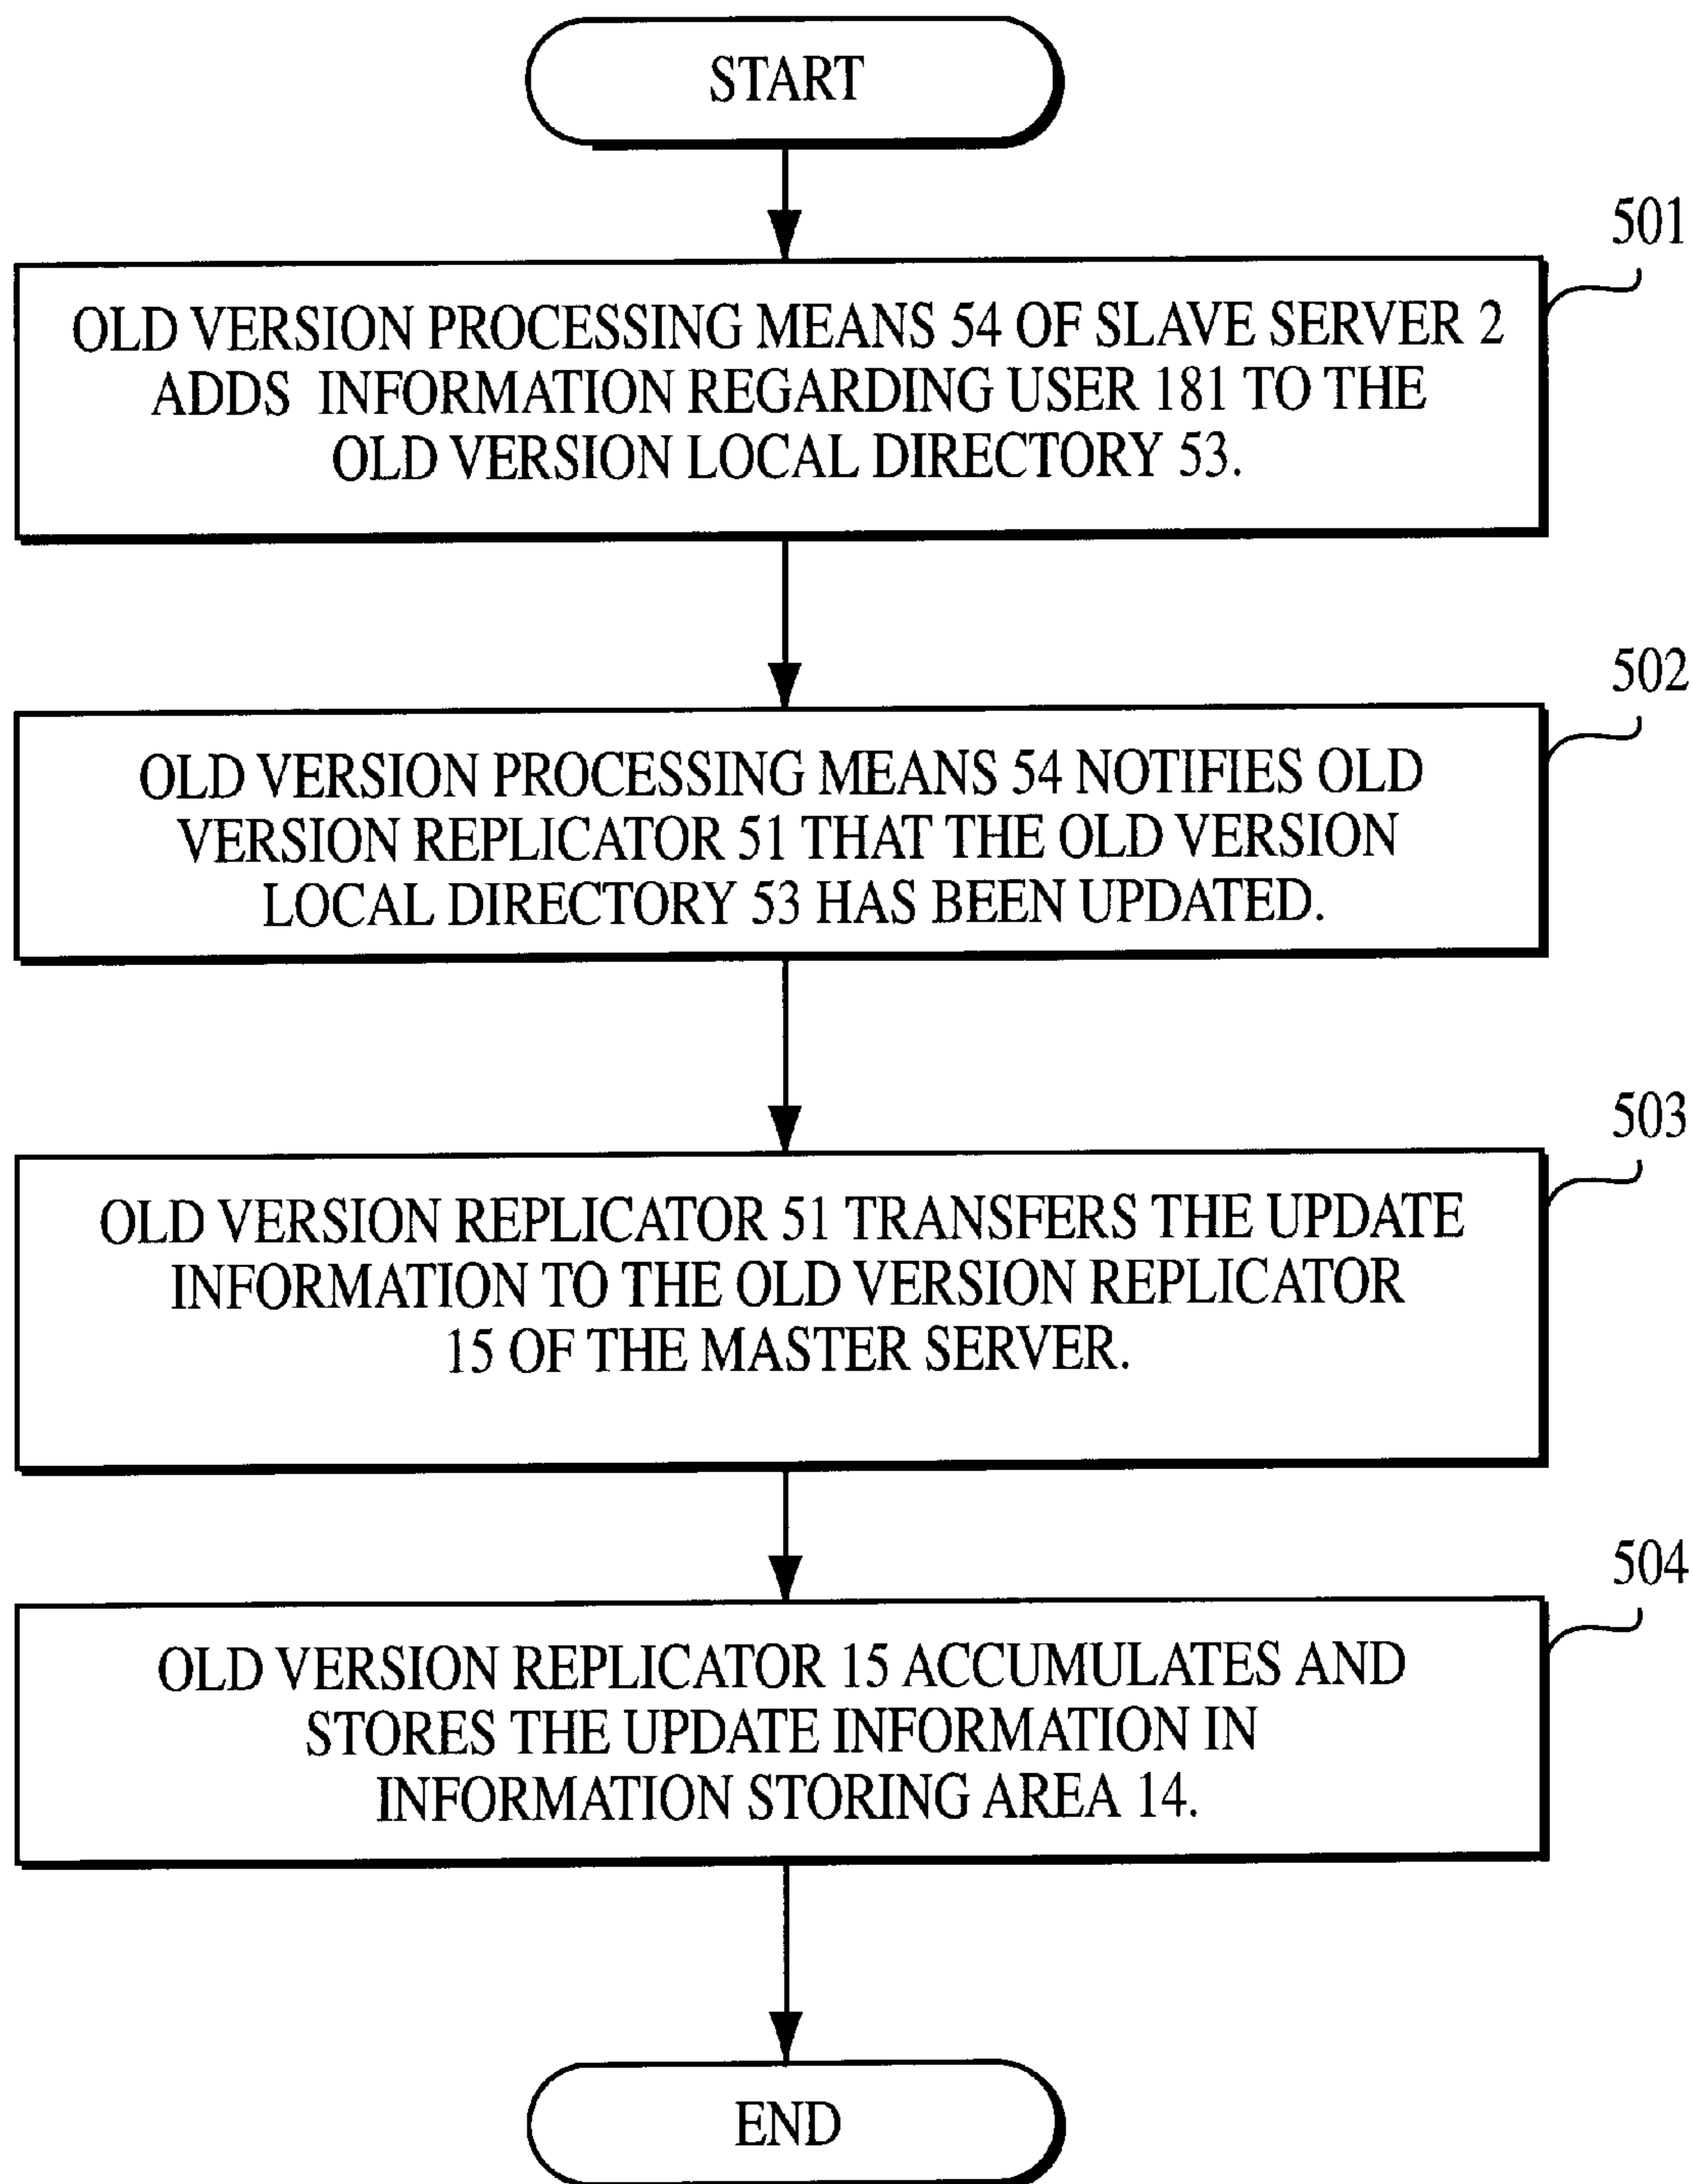 START
501
OLD VERSION PROCESSING MEANS 54 OF SLAVE SERVER 2
ADDS INFORMATION REGARDING USER 181 TO THE
OLD VERSION LOCAL DIRECTORY 53.
502
OLD VERSION PROCESSING MEANS 54 NOTIFIES OLD
VERSION REPLICATOR 51 THAT THE OLD VERSION
LOCAL DIRECTORY 53 HAS BEEN UPDATED.
503
OLD VERSION REPLICATOR 51 TRANSFERS THE UPDATE
INFORMATION TO THE OLD VERSION REPLICATOR
15 OF THE MASTER SERVER.
504
OLD VERSION REPLICATOR 15 ACCUMULATES AND
STORES THE UPDATE INFORMATION IN
INFORMATION STORING AREA 14.
END